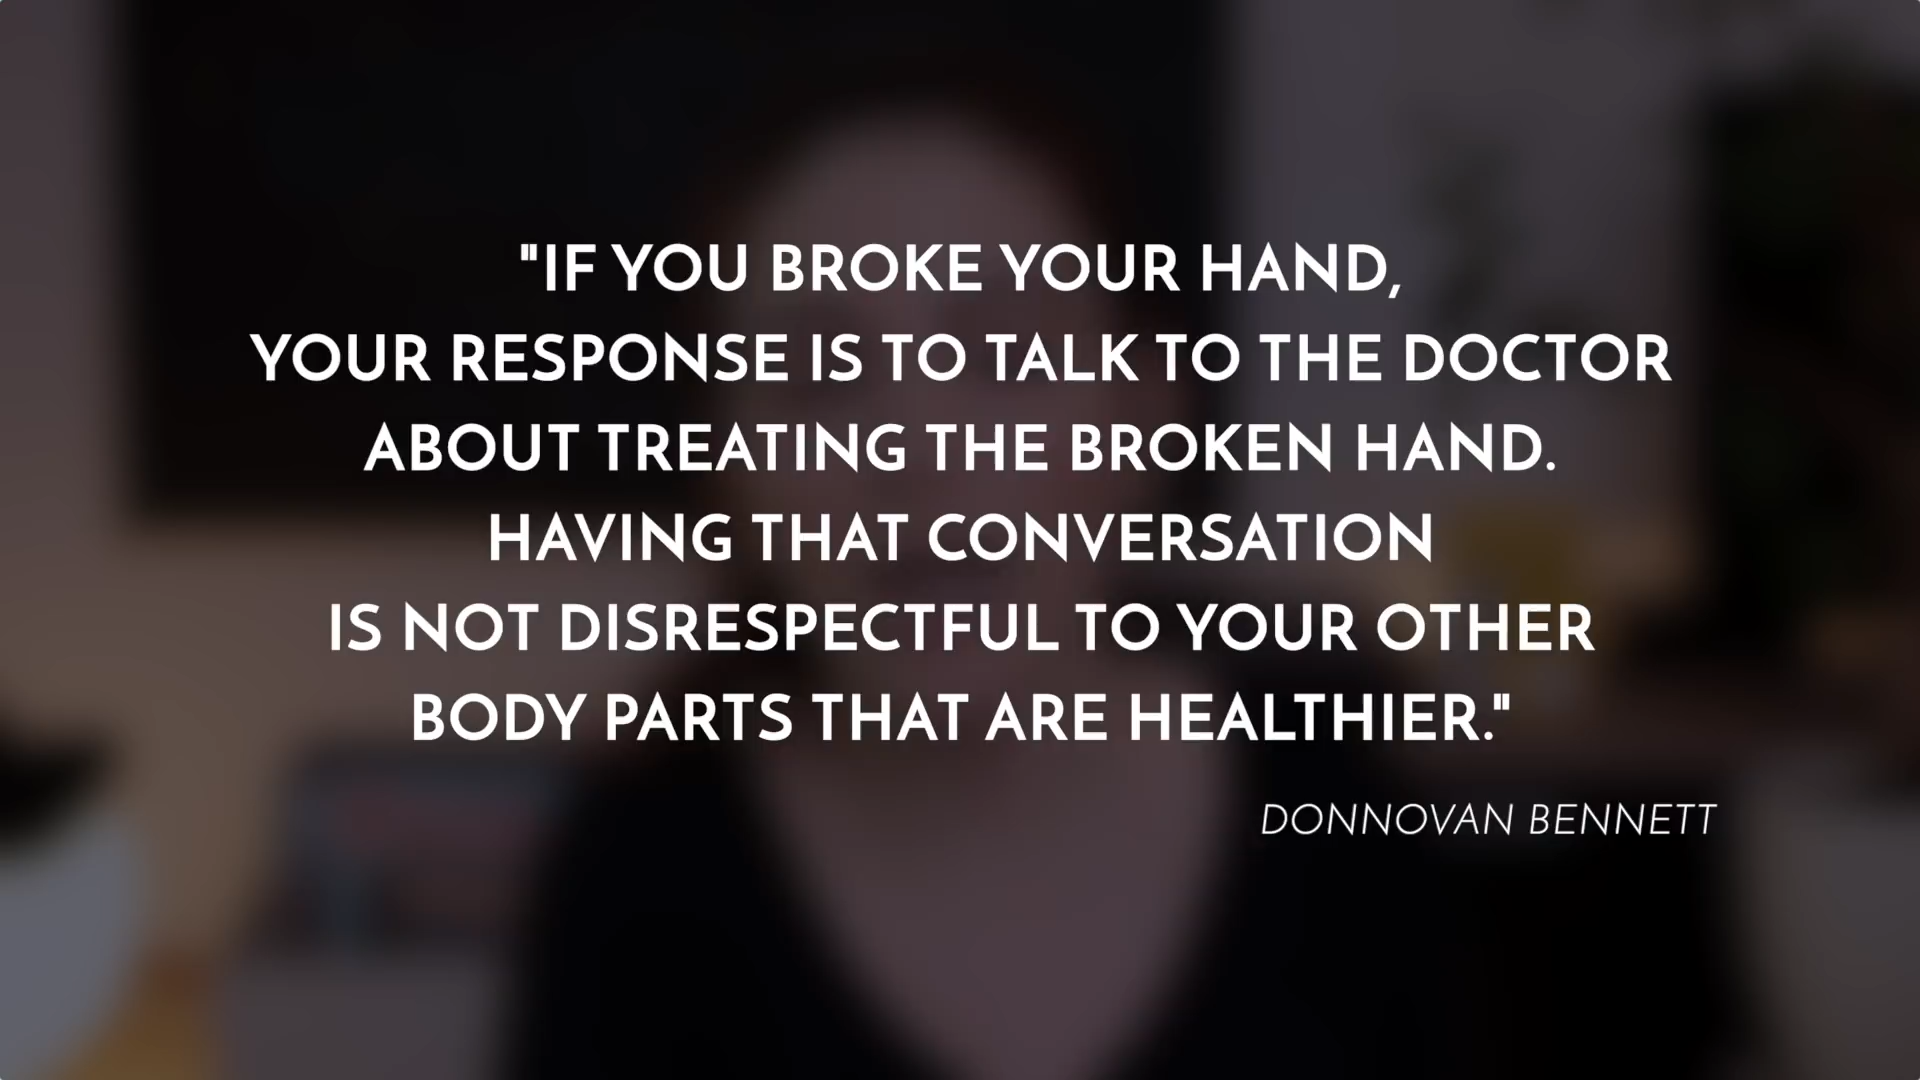 "IF YOU BROKE YOUR HAND,
YOUR RESPONSE IS TO TALK TO THE DOCTOR
ABOUT TREATING THE BROKEN HAND.
HAVING THAT CONVERSATION
IS NOT DISRESPECTFUL TO YOUR OTHER
BODY PARTS THAT ARE HEALTHIER."
DONNOVAN BENNETT